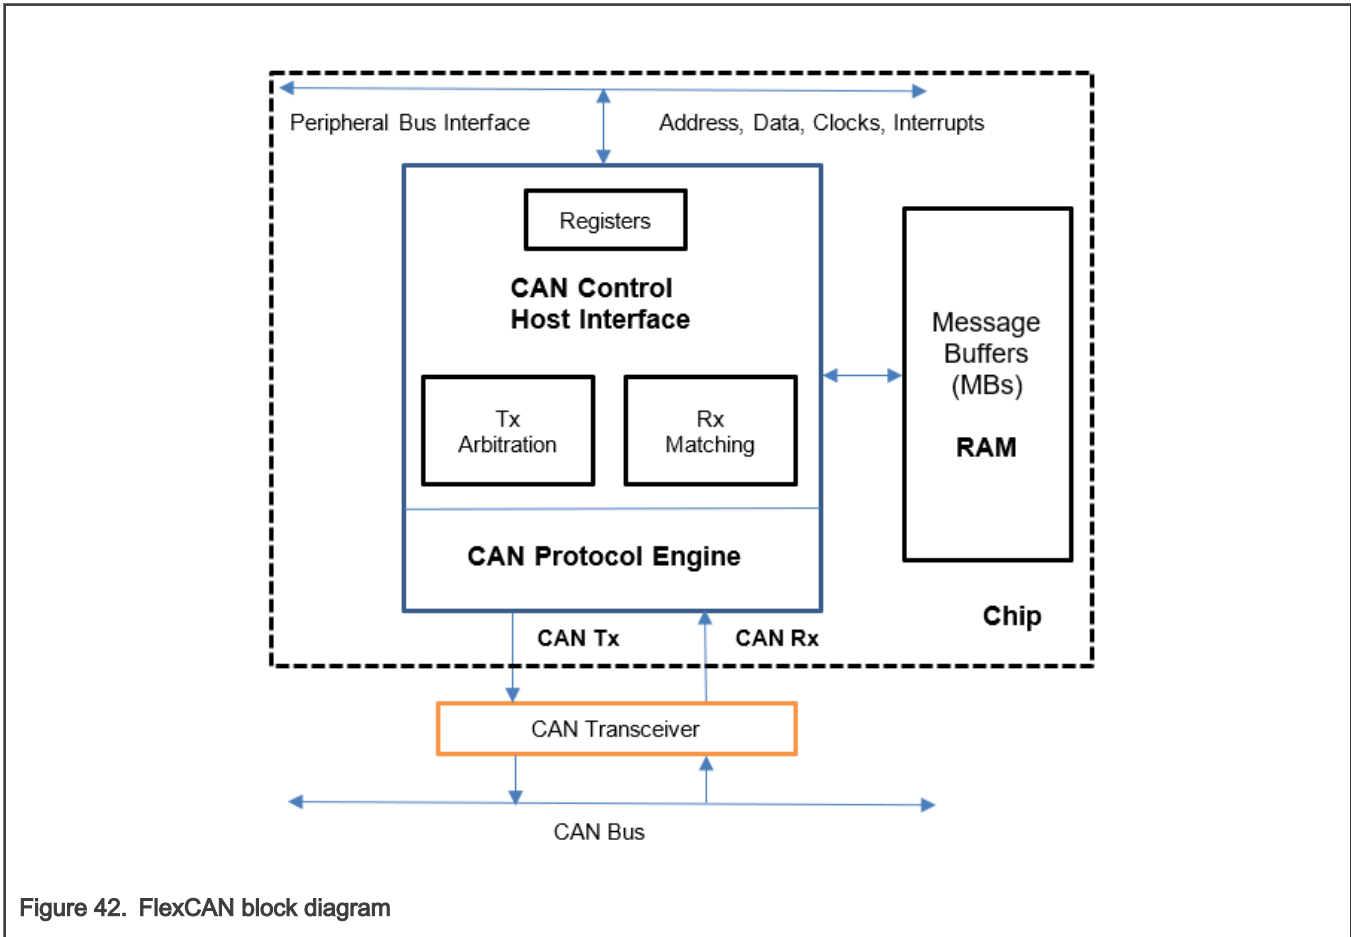 Peripheral Bus Interface
Address, Data, Clocks, Interrupts
Registers
CAN Control
Host Interface
Tx
Arbitration
Rx
Matching
Message
Buffers
(MBs)
RAM
CAN Protocol Engine
Chip
CAN Tx
CAN Rx
CAN Transceiver
CAN Bus
Figure 42. FlexCAN block diagram